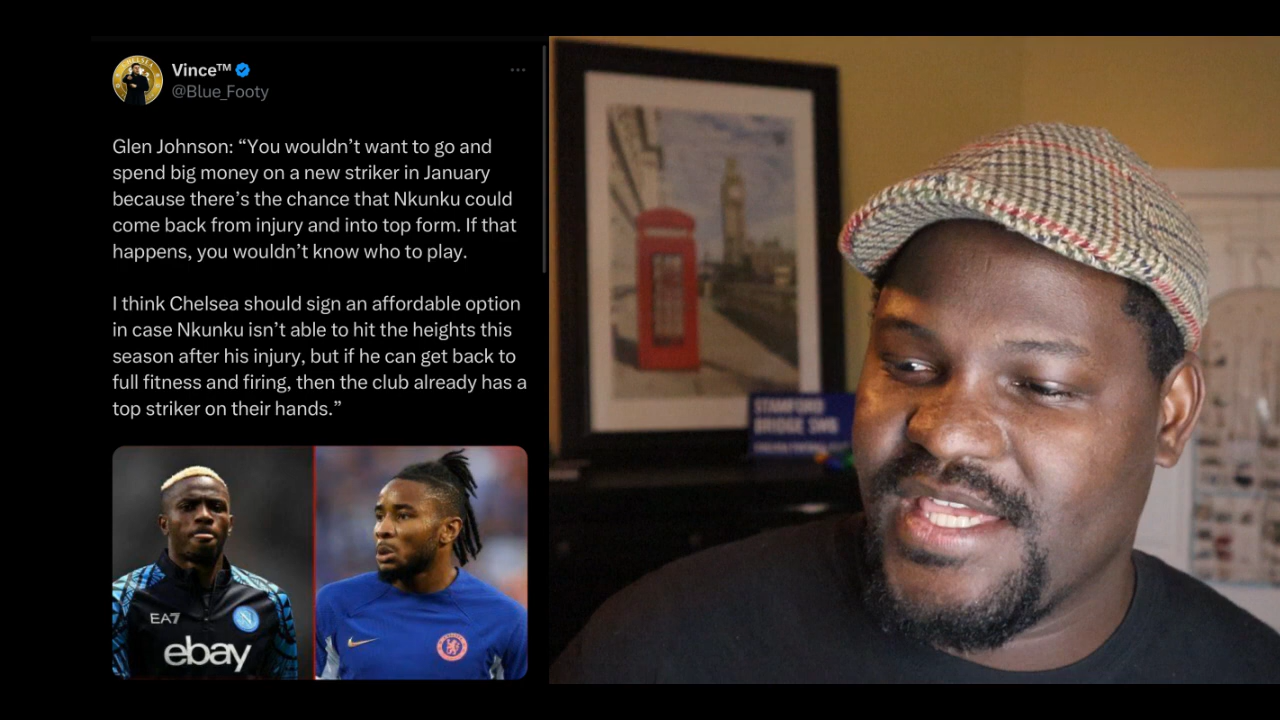 Vince™
@Blue_Footy
Glen Johnson: “You wouldn’t want to go and
spend big money on a new striker in January
because there’s the chance that Nkunku could
come back from injury and into top form. If that
happens, you wouldn’t know who to play.
I think Chelsea should sign an affordable option
in case Nkunku isn’t able to hit the heights this
season after his injury, but if he can get back to
full fitness and firing, then the club already has a
top striker on their hands.”
EA7
ebay
STAMFORD
BRIDGE SW6